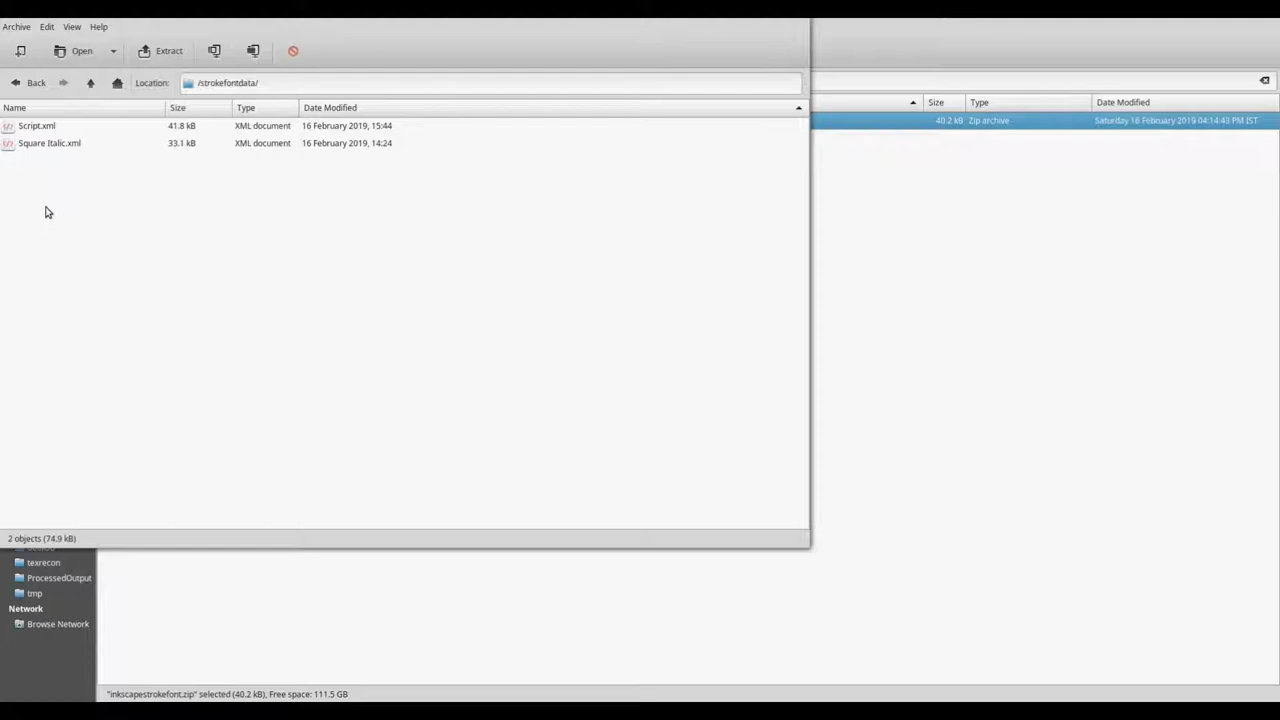 Archive Edit View Help
Open Extract
Back Location: /strokefontdata/
Name Size Type Date Modified
Size Type Date Modified
Script.xml 41.8 kB XML document 16 February 2019, 15:44
40.2 kB Zip archive Saturday 16 February 2019 04:14:43 PM IST
Square Italic.xml 33.1 kB XML document 16 February 2019, 14:24
2 objects (74.9 kB)
texrecon
ProcessedOutput
tmp
Network
Browse Network
"inkscapestrokefont.zip" selected (40.2 kB), Free space: 111.5 GB